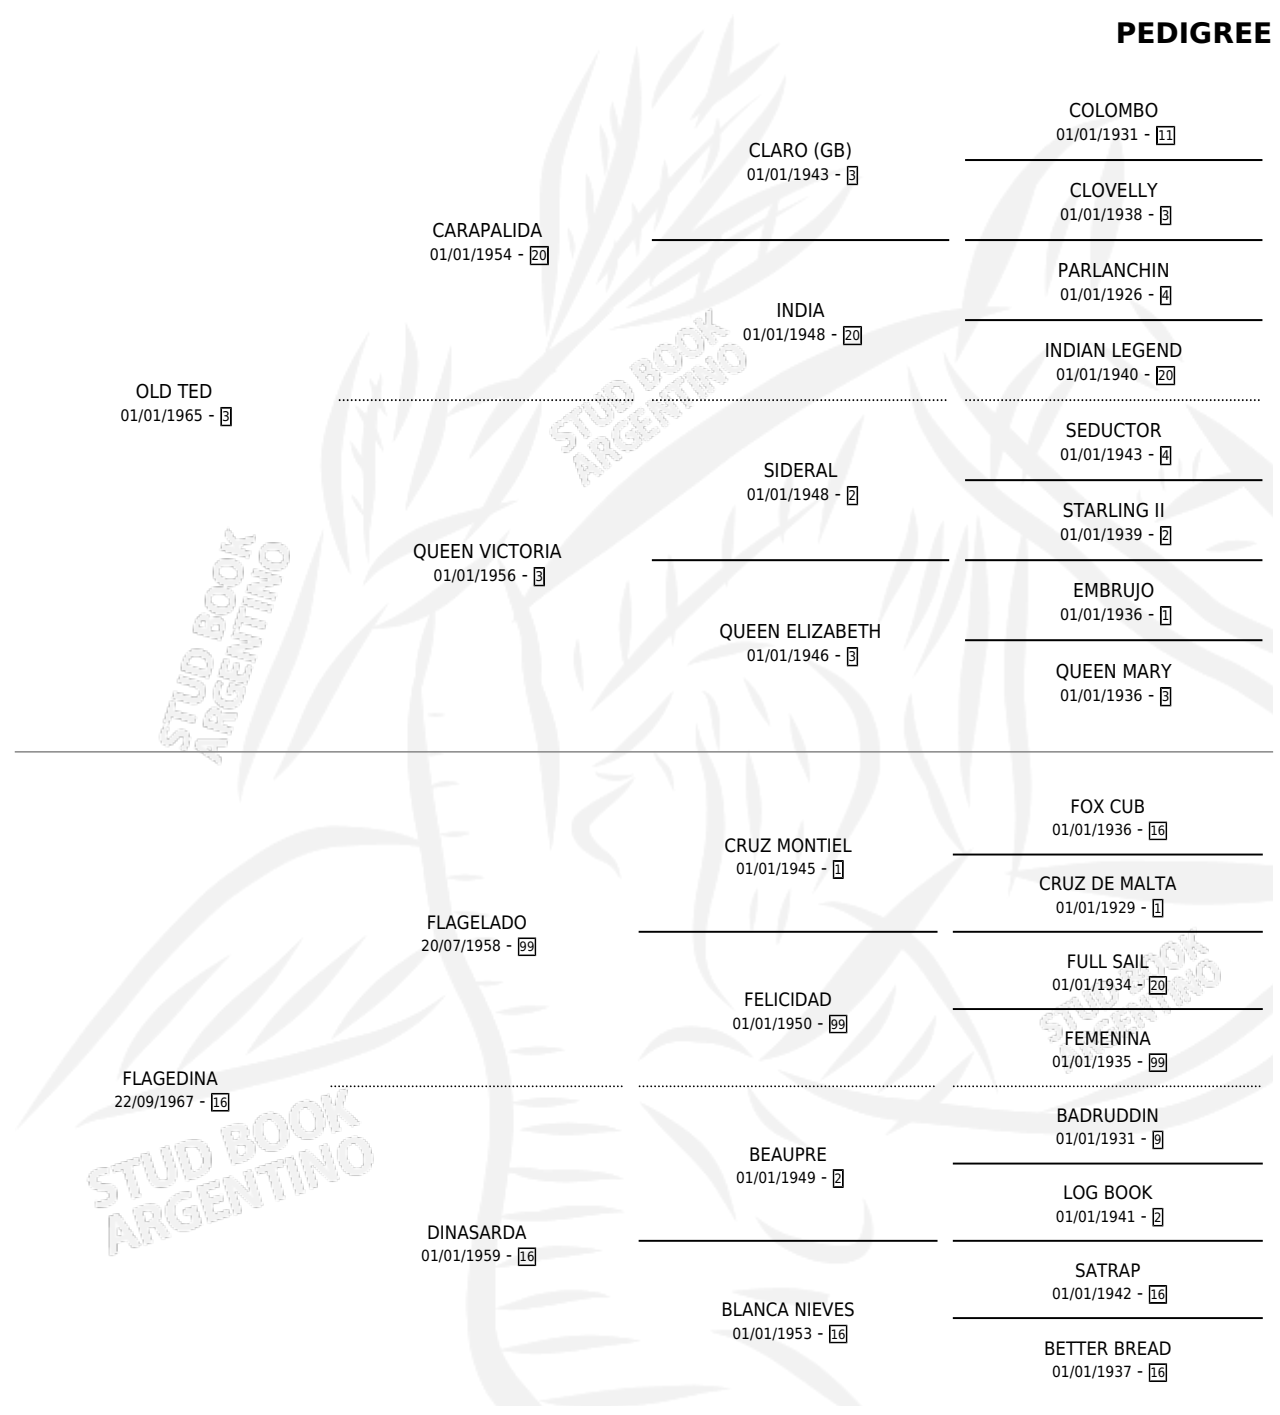 PEDIGREE
COLOMBO
01/01/1931 - 11
CLARO (GB)
01/01/1943 - 3
CLOVELLY
01/01/1938 - 3
CARAPALIDA
01/01/1954 - 20
PARLANCHIN
01/01/1926 - 4
INDIA
01/01/1948 - 20
INDIAN LEGEND
01/01/1940 - 20
OLD TED
01/01/1965 - 3
STUD BOOK
ARGENTINO
SEDUCTOR
01/01/1943 - 4
SIDERAL
01/01/1948 - 2
STARLING II
01/01/1939 - 2
QUEEN VICTORIA
01/01/1956 - 3
EMBRUJO
01/01/1936 - 1
QUEEN ELIZABETH
01/01/1946 - 3
QUEEN MARY
01/01/1936 - 3
STUD BOOK
ARGENTINO
FOX CUB
01/01/1936 - 16
CRUZ MONTIEL
01/01/1945 - 1
CRUZ DE MALTA
01/01/1929 - 1
FLAGELADO
20/07/1958 - 99
FULL SAIL
01/01/1934 - 20
FELICIDAD
01/01/1950 - 99
STUD BOOK
ARGENTINO
FEMENINA
01/01/1935 - 99
FLAGEDINA
22/09/1967 - 16
STUD BOOK
ARGENTINO
BADRUDDIN
01/01/1931 - 9
BEAUPRE
01/01/1949 - 2
LOG BOOK
01/01/1941 - 2
DINASARDA
01/01/1959 - 16
SATRAP
01/01/1942 - 16
BLANCA NIEVES
01/01/1953 - 16
BETTER BREAD
01/01/1937 - 16